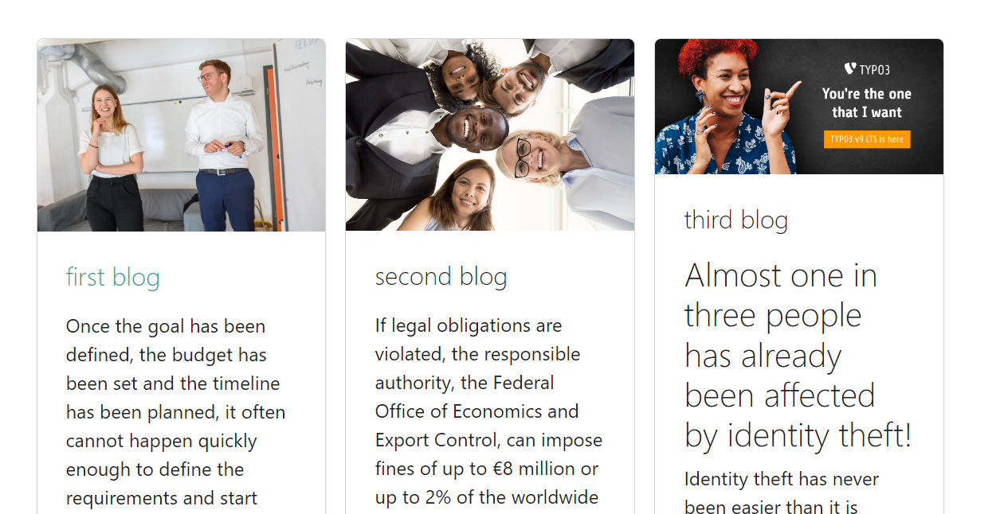 first blog
Once the goal has been
defined, the budget has
been set and the timeline
has been planned, it often
cannot happen quickly
enough to define the
requirements and start
second blog
If legal obligations are
violated, the responsible
authority, the Federal
Office of Economics and
Export Control, can impose
fines of up to €8 million or
up to 2% of the worldwide
TYPO3
You're the one
that I want
TYPO3 v9 LTS is here
third blog
Almost one in
three people
has already
been affected
by identity theft!
Identity theft has never
been easier than it is